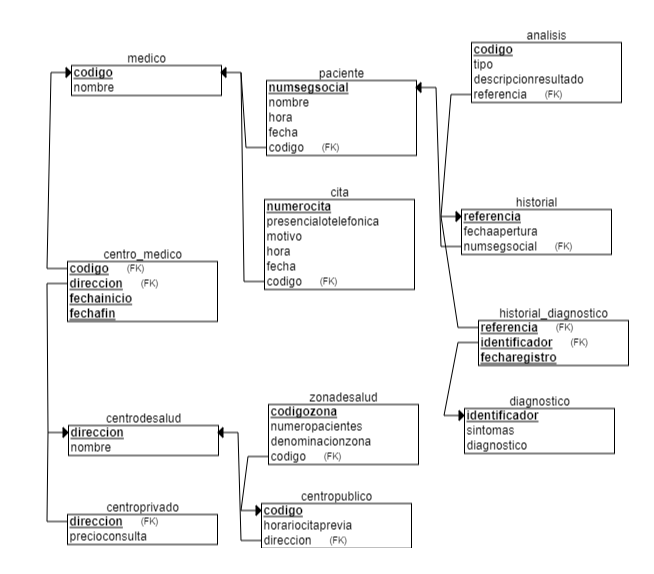 medico
codigo
nombre
paciente
numsegsocial
nombre
hora
fecha
codigo (FK)
analisis
codigo
tipo
descripcionresultado
referencia (FK)
cita
numerocita
presencialotelefonica
motivo
hora
fecha
codigo (FK)
historial
referencia
fechaapertura
numsegsocial (FK)
centro_medico
codigo (FK)
direccion (FK)
fechainicio
fechafin
historial_diagnostico
referencia (FK)
identificador (FK)
fecharegistro
centrodesalud
direccion
nombre
zonadesalud
codigozona
numeropacientes
denominacionzona
codigo (FK)
diagnostico
identificador
sintomas
diagnostico
centroprivado
direccion (FK)
precioconsulta
centropublico
codigo
horariocitaprevia
direccion (FK)